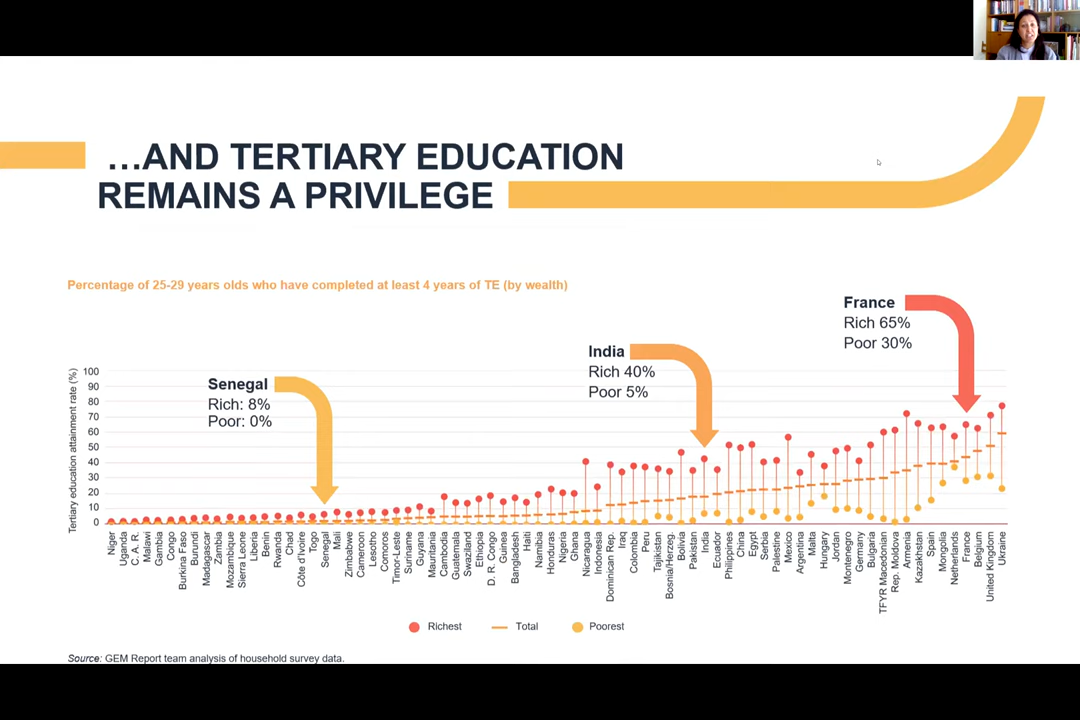 …AND TERTIARY EDUCATION
REMAINS A PRIVILEGE
Percentage of 25-29 years olds who have completed at least 4 years of TE (by wealth)
France
Rich 65%
Poor 30%
India
Rich 40%
Poor 5%
Senegal
Rich: 8%
Poor: 0%
Tertiary education attainment rate (%)
100
90
80
70
60
50
40
30
20
10
0
Niger
Uganda
C. A. R.
Malawi
Gambia
Congo
Burkina Faso
Burundi
Madagascar
Zambia
Mozambique
Sierra Leone
Liberia
Benin
Rwanda
Chad
Côte d'Ivoire
Togo
Senegal
Mali
Zimbabwe
Cameroon
Lesotho
Comoros
Timor-Leste
Suriname
Guyana
Mauritania
Cambodia
Guatemala
Swaziland
Ethiopia
D. R. Congo
Guinea
Bangladesh
Haiti
Namibia
Honduras
Nigeria
Ghana
Nicaragua
Indonesia
Dominican Rep.
Iraq
Colombia
Peru
Tajikistan
Bosnia/Herzeg.
Bolivia
Pakistan
India
Ecuador
Philippines
China
Egypt
Serbia
Palestine
Mexico
Argentina
Malta
Hungary
Jordan
Montenegro
Germany
Bulgaria
TFYR Macedonian
Rep. Moldova
Armenia
Kazakhstan
Spain
Mongolia
Netherlands
France
Belgium
United Kingdom
Ukraine
Richest
Total
Poorest
Source: GEM Report team analysis of household survey data.